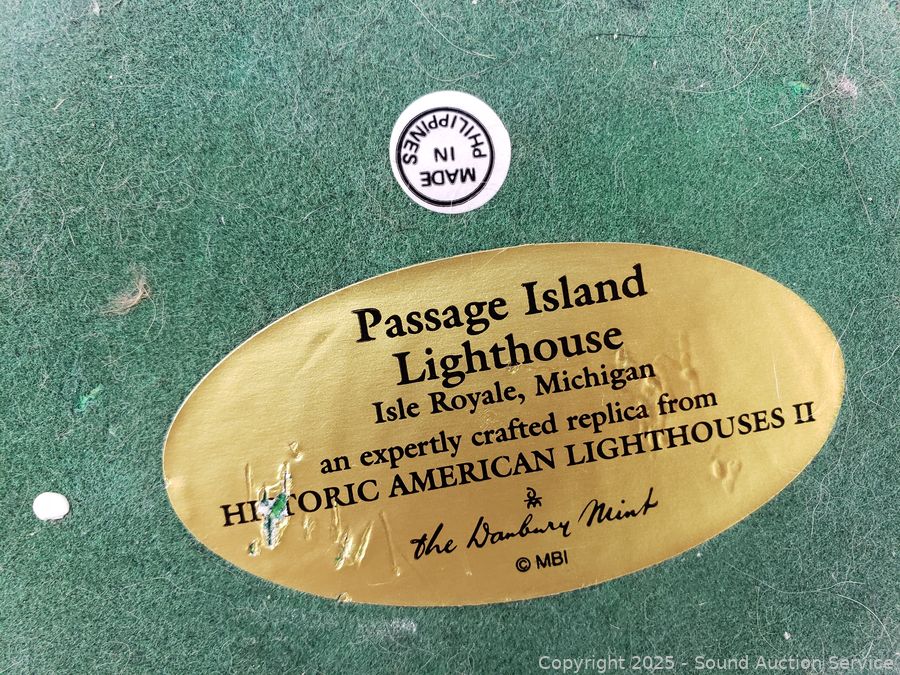 MADE
IN
PHILIPPINES
Passage Island
Lighthouse
Isle Royale, Michigan
an expertly crafted replica from
AMERICAN LIGHTHOUSES II
the Danbury Mint
© MBI
Copyright 2025 - Sound Auction Service